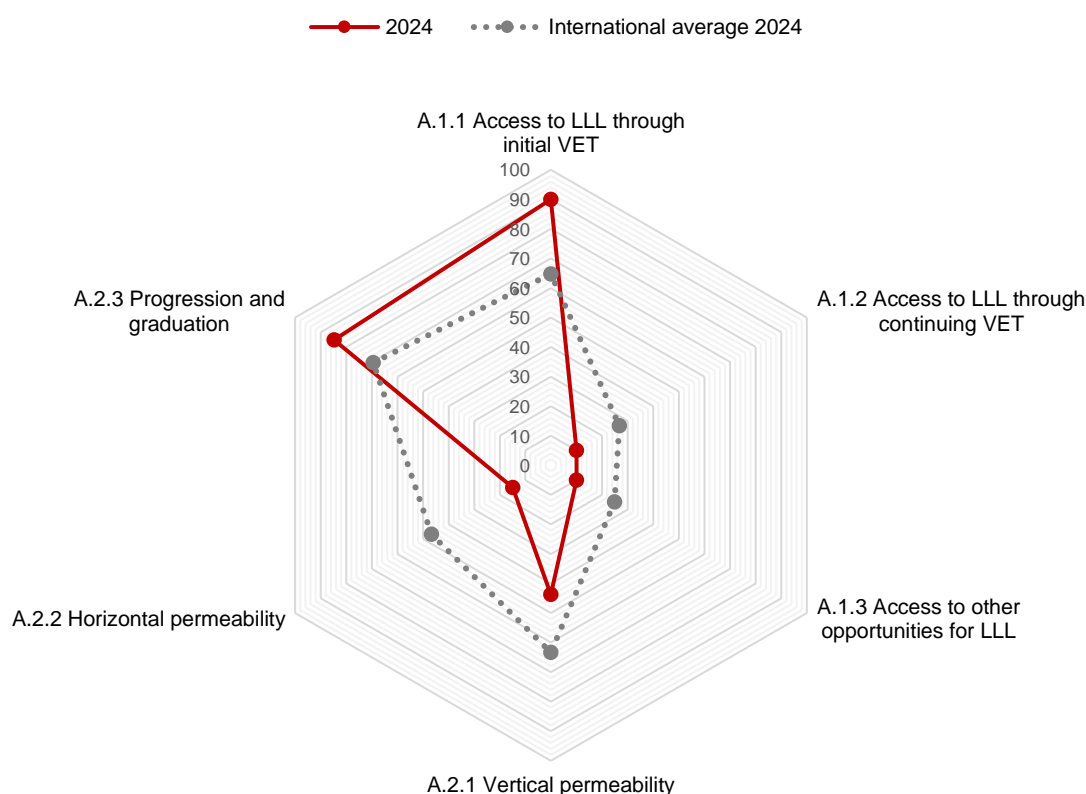 2024
International average 2024
A.1.1 Access to LLL through
initial VET
100
90
80
70
60
50
40
30
20
10
0
A.2.3 Progression and
graduation
A.1.2 Access to LLL through
continuing VET
A.2.2 Horizontal permeability
A.1.3 Access to other
opportunities for LLL
A.2.1 Vertical permeability